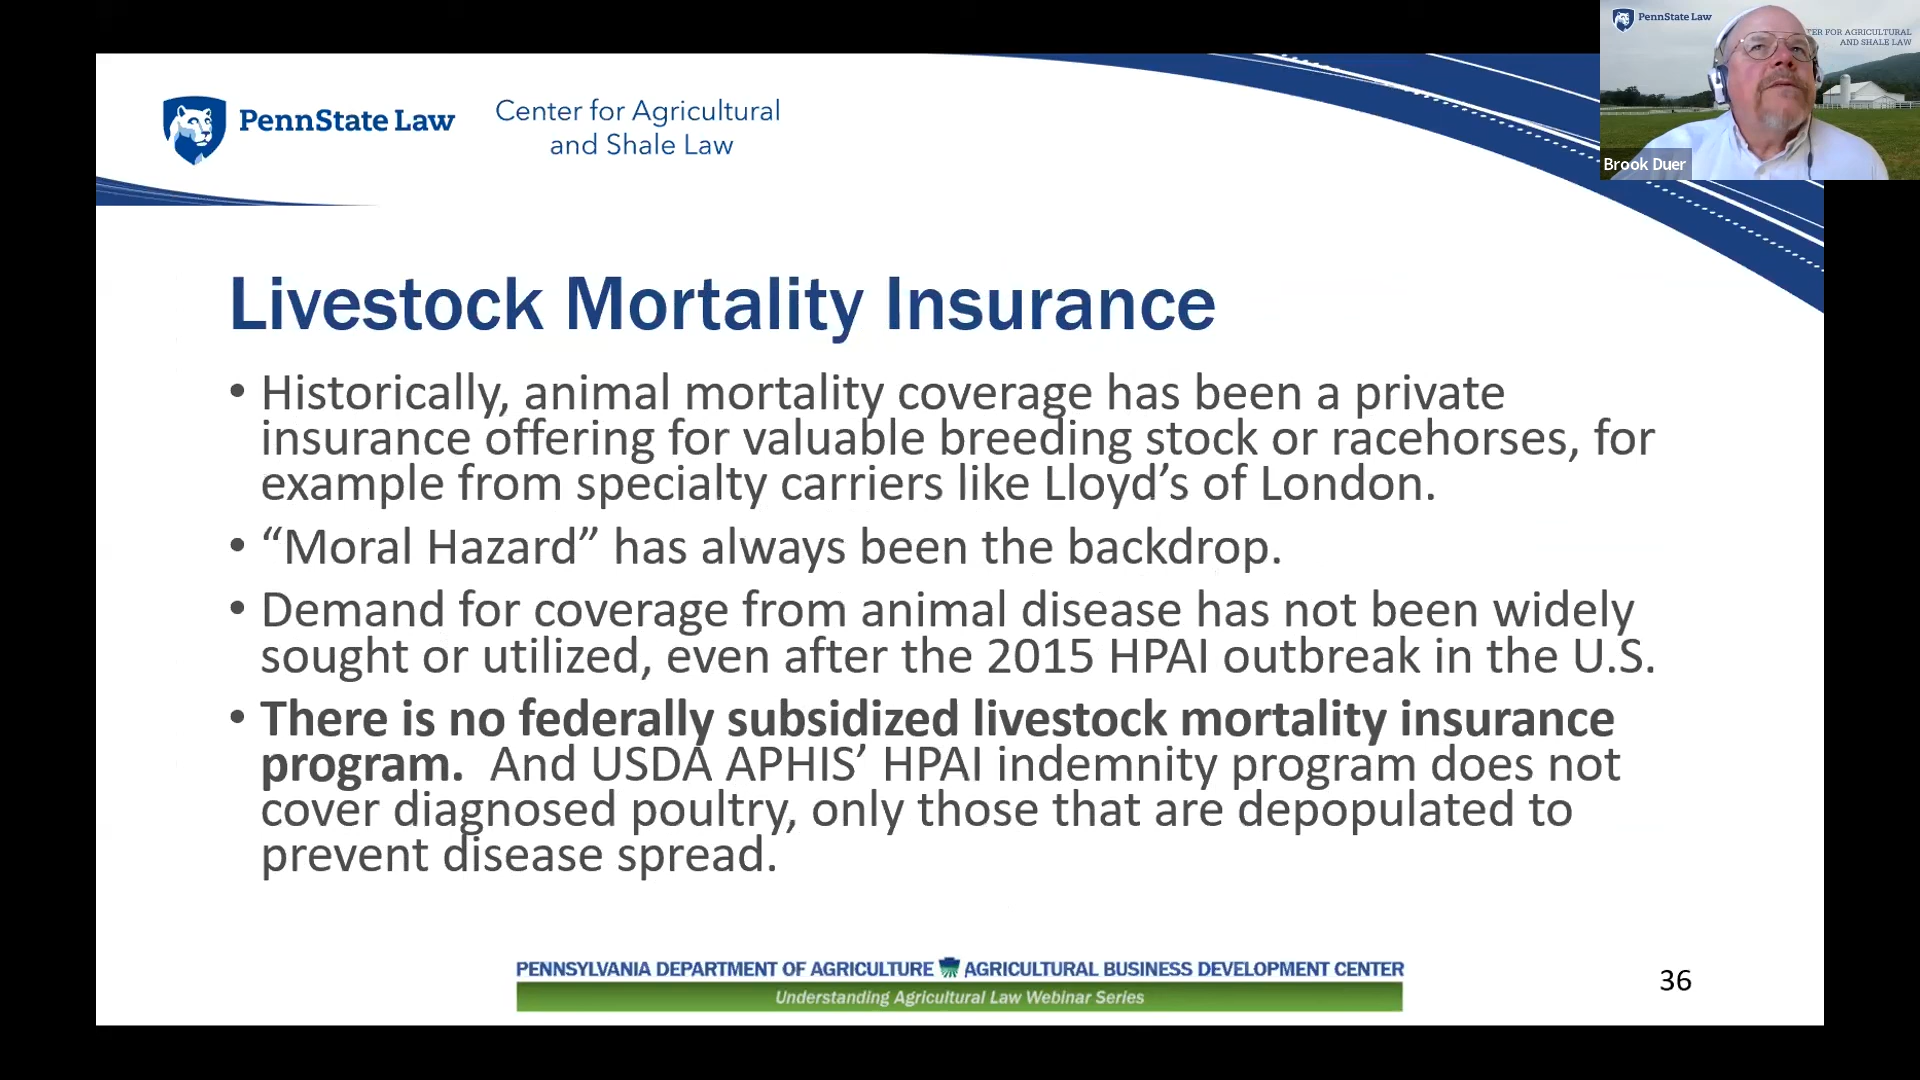 PennState Law
Center for Agricultural
and Shale Law
PennState Law
TER FOR AGRICULTURAL
AND SHALE LAW
Brook Duer
Livestock Mortality Insurance
• Historically, animal mortality coverage has been a private
insurance offering for valuable breeding stock or racehorses, for
example from specialty carriers like Lloyd’s of London.
• “Moral Hazard” has always been the backdrop.
• Demand for coverage from animal disease has not been widely
sought or utilized, even after the 2015 HPAI outbreak in the U.S.
• There is no federally subsidized livestock mortality insurance
program. And USDA APHIS’ HPAI indemnity program does not
cover diagnosed poultry, only those that are depopulated to
prevent disease spread.
PENNSYLVANIA DEPARTMENT OF AGRICULTURE AGRICULTURAL BUSINESS DEVELOPMENT CENTER
Understanding Agricultural Law Webinar Series
36